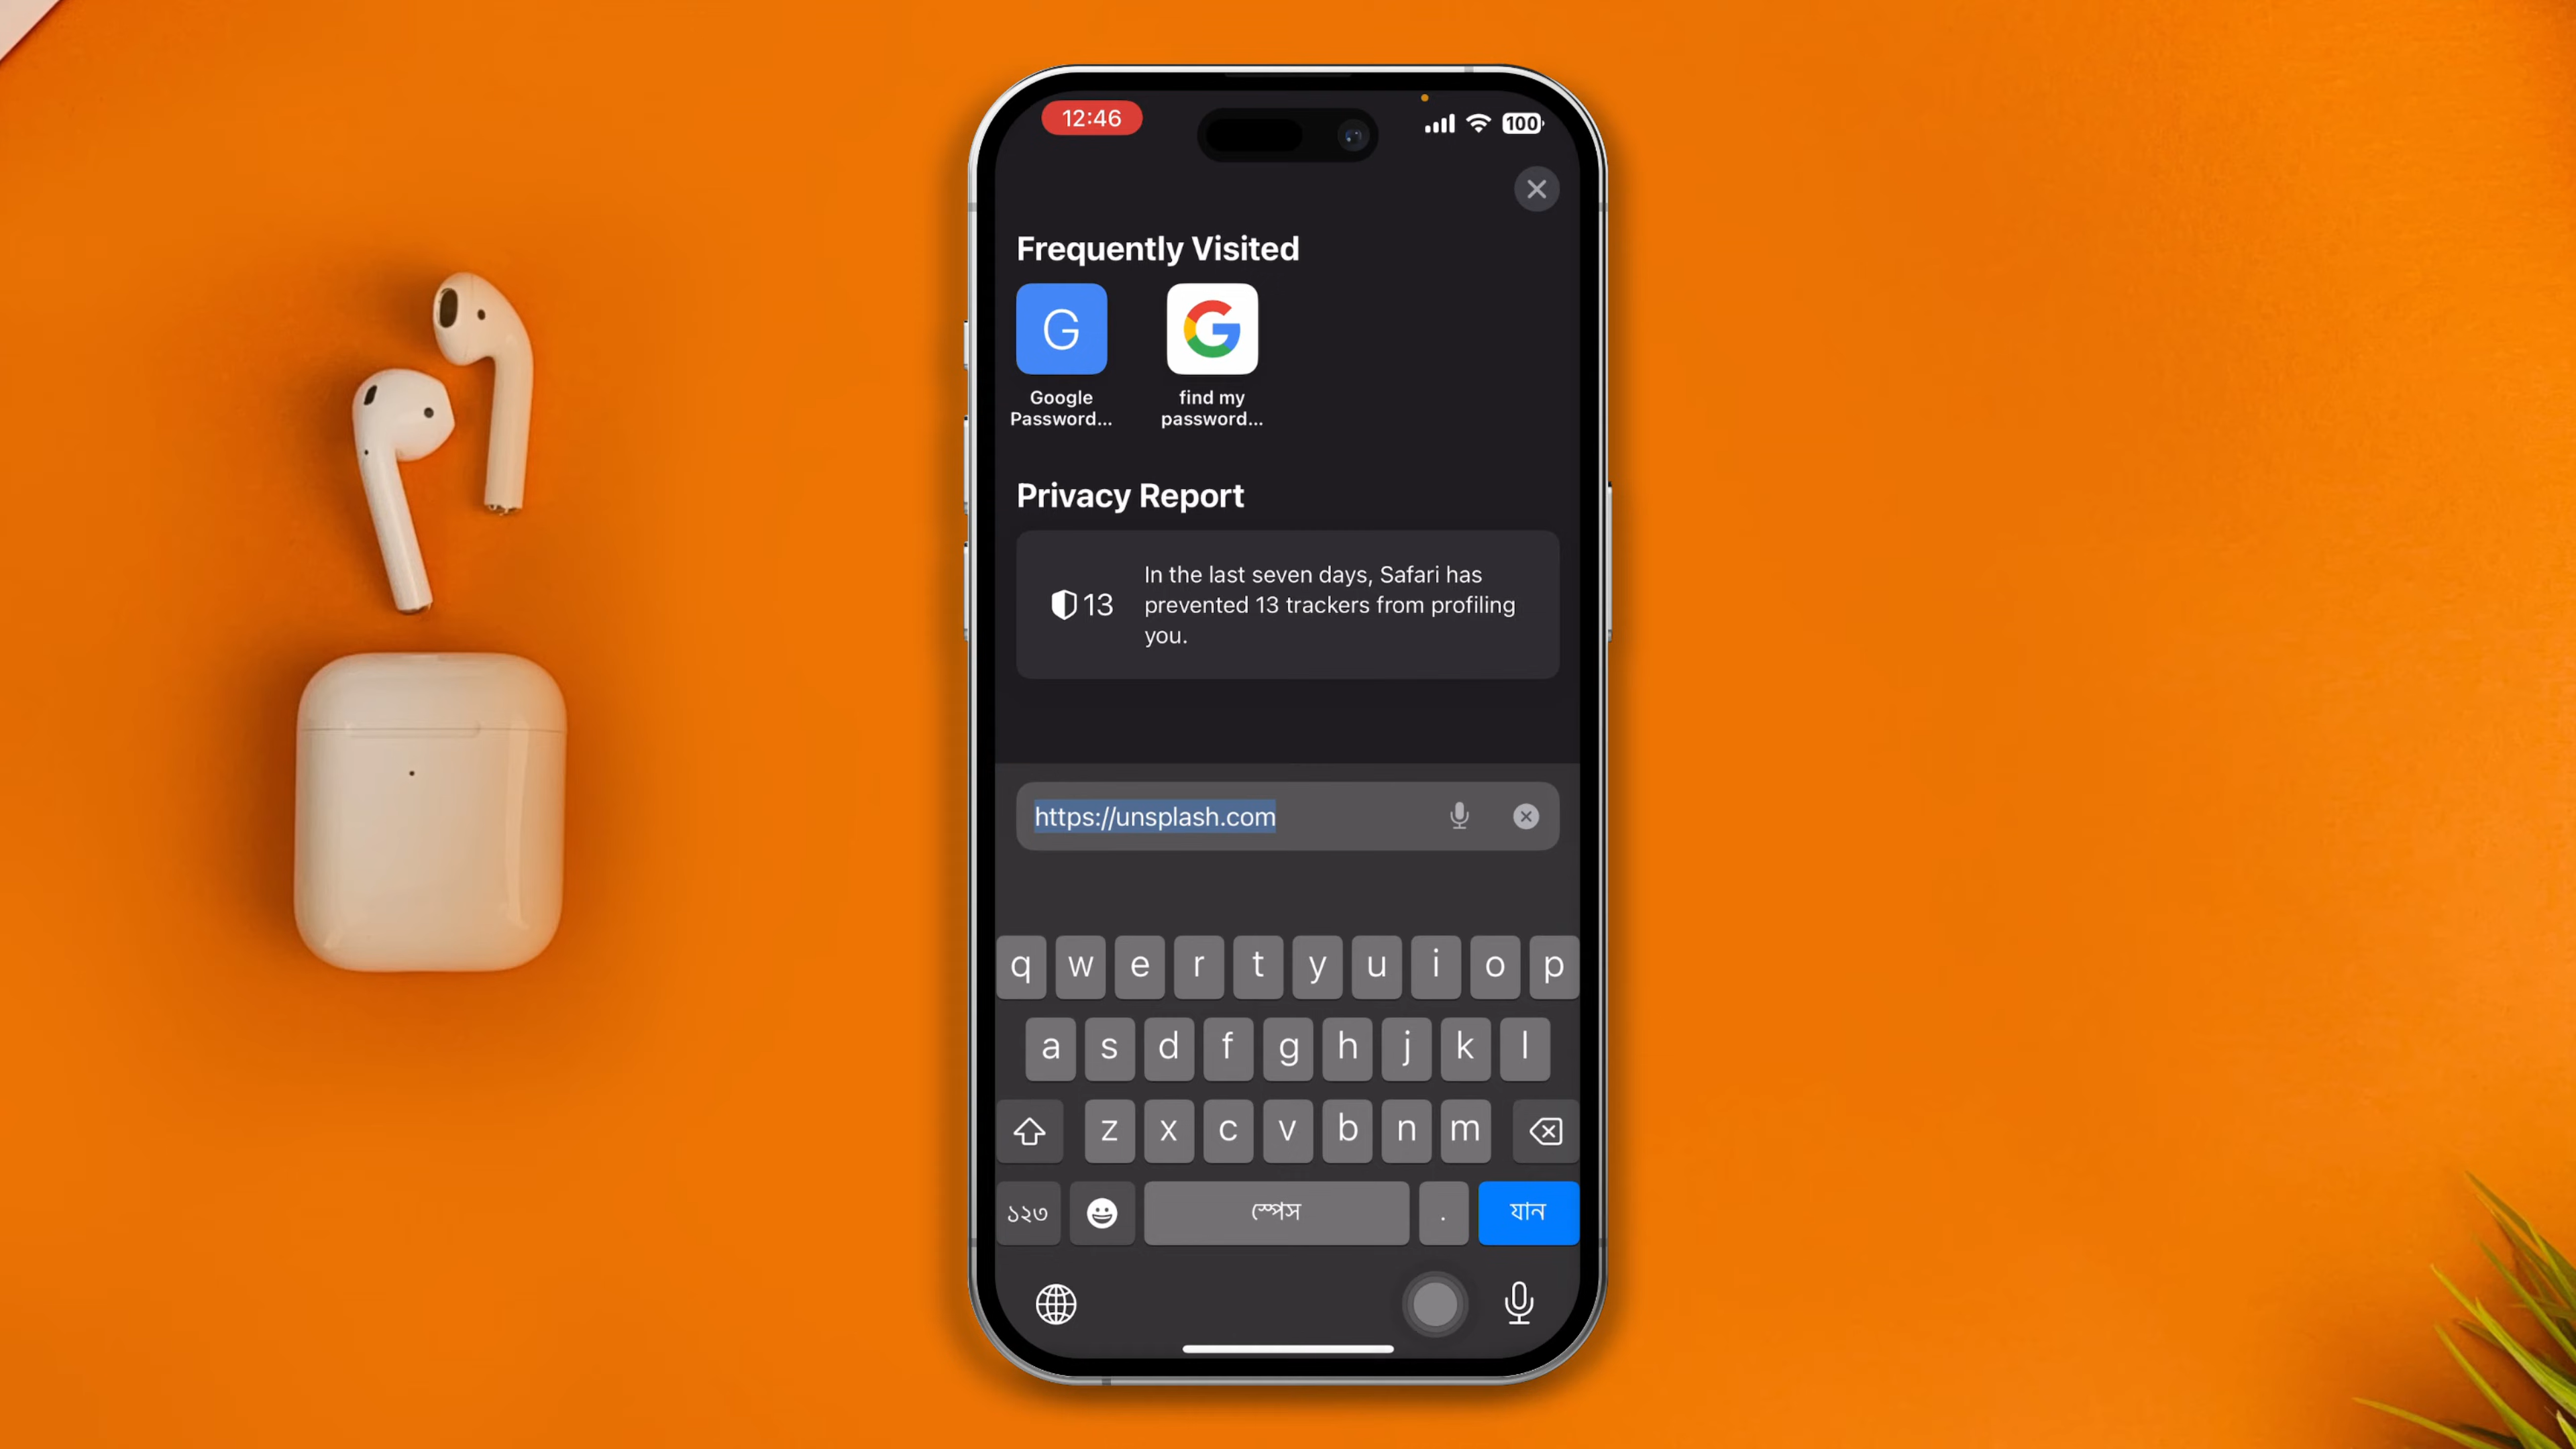 12:46
100
Frequently Visited
G
G
Google
Password...
find my
password...
Privacy Report
13
In the last seven days, Safari has
prevented 13 trackers from profiling
you.
https://unsplash.com
q w e r t y u i o p
a s d f g h j k l
z x c v b n m
১২৩ স্পেস . যান